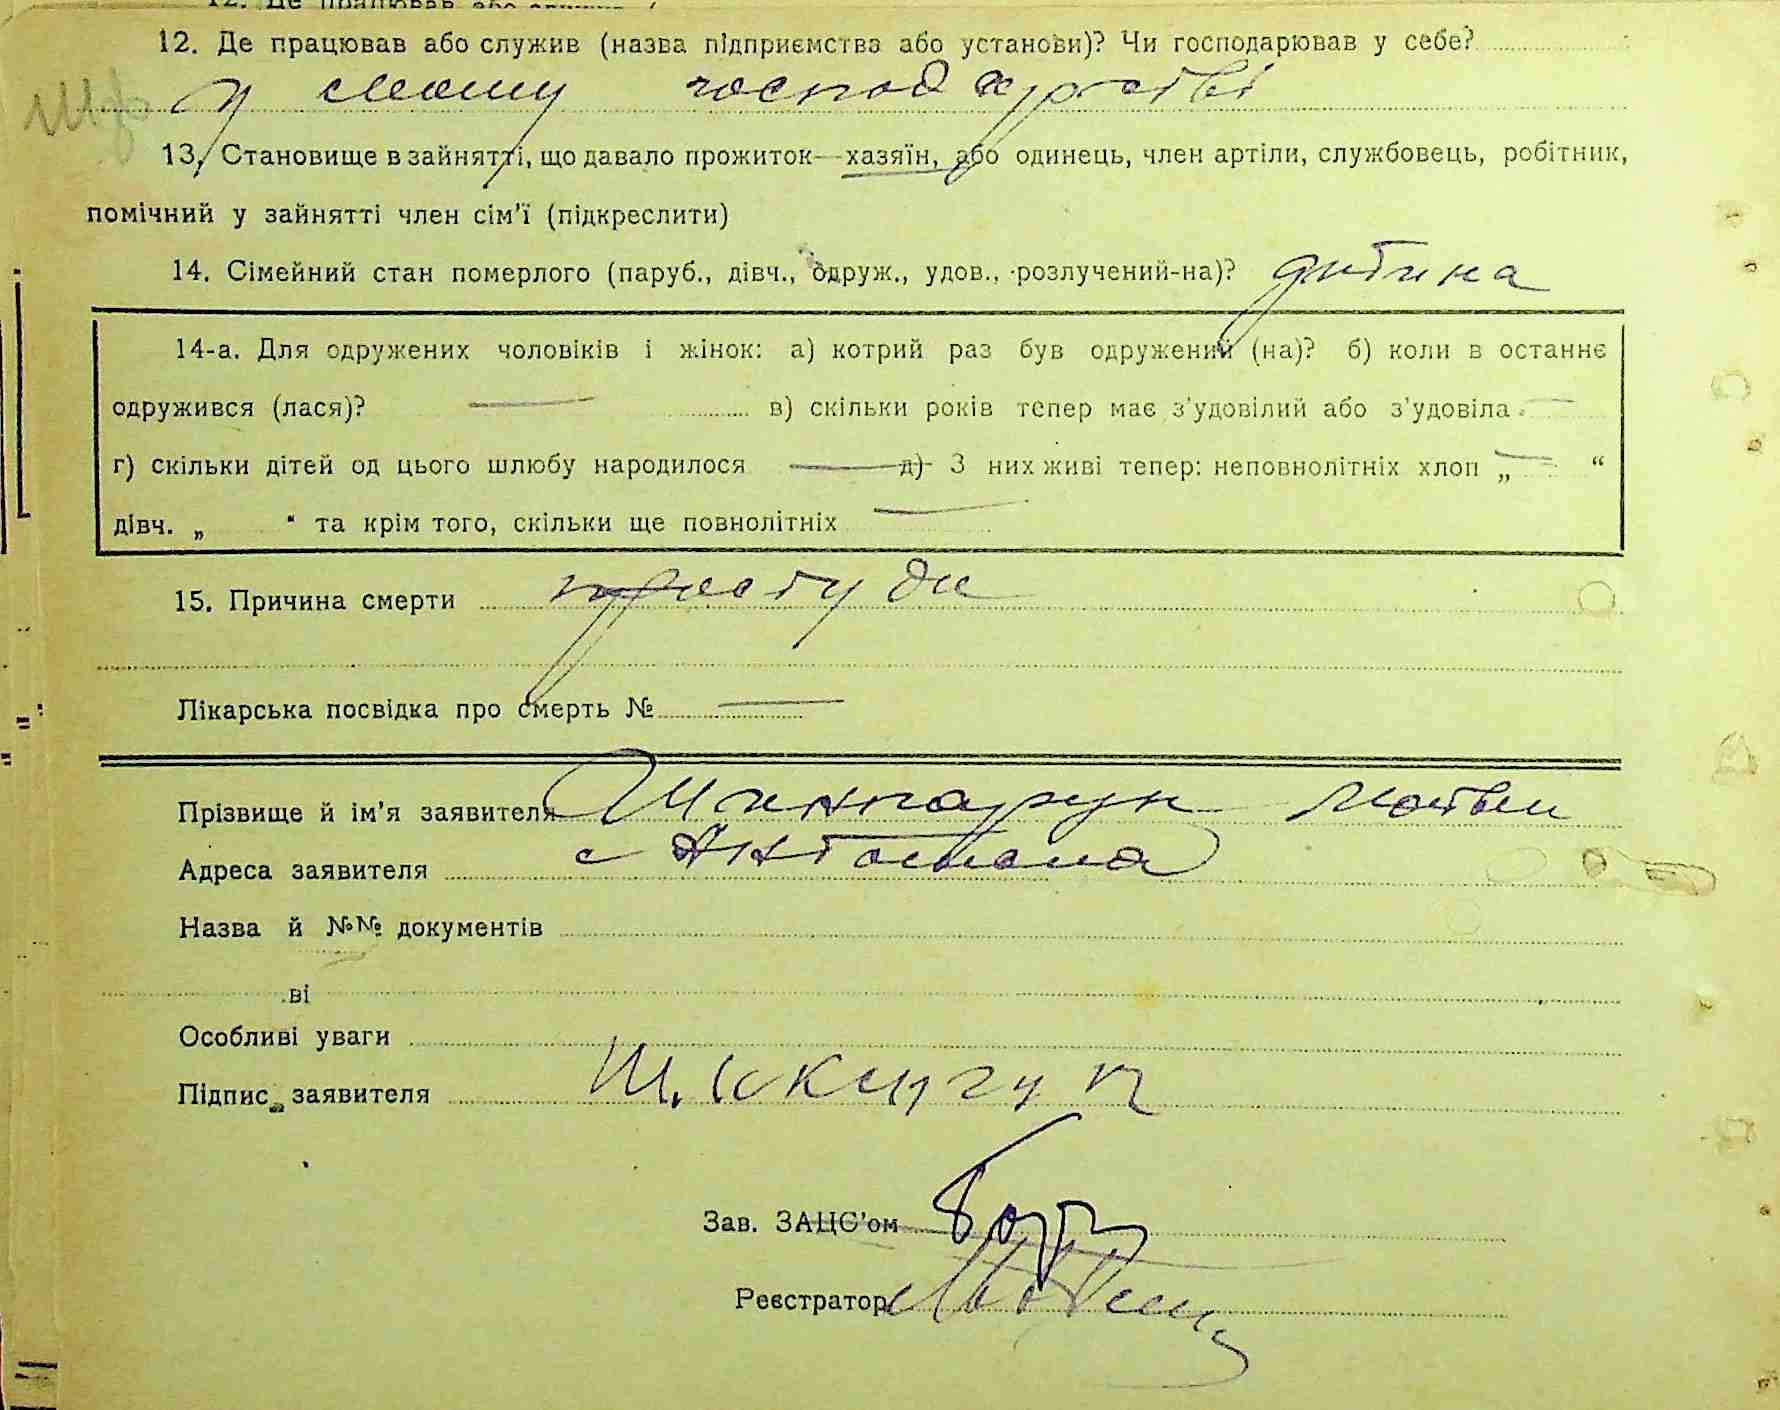 12. Де працював або служив (назва підприємства або установи)? Чи господарював у себе?
у свому господарстві
13, Становище в зайнятті, що давало прожиток—хазяїн, або одинець, член артіли, службовець, робітник,
помічний у зайнятті член сім'ї (підкреслити)
14. Сімейний стан померлого (паруб., дівч., одруж., удов., розлучений-на)? дитина
14-а. Для одружених чоловіків і жінок: а) котрий раз був одружений (на)? б) коли в останнє
одружився (лася)? — в) скільки років тепер має з'удовілий або з'удовіла —
г) скільки дітей од цього шлюбу народилося — д) З них живі тепер: неповнолітніх хлоп „ — “
дівч. „ “ та крім того, скільки ще повнолітніх —
15. Причина смерти простуда
Лікарська посвідка про смерть № —
Прізвище й ім'я заявителя Матвій
Адреса заявителя с
Назва й №№ документів
ві
Особливі уваги
Підпис заявителя
Зав. ЗАЦС'ом
Реєстратор